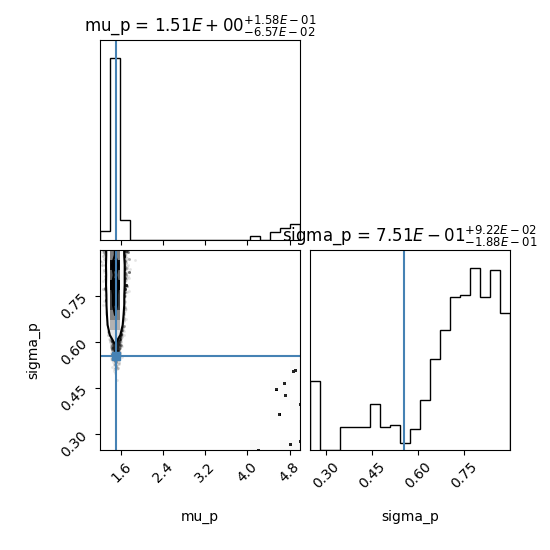 mu_p = 1.51E + 00+1.58E−01 −6.57E−02
sigma_p = 7.51E − 01+9.22E−02 −1.88E−01
0.75
0.60
0.45
0.30
sigma_p
1.6 2.4 3.2 4.0 4.8
mu_p
0.30 0.45 0.60 0.75
sigma_p